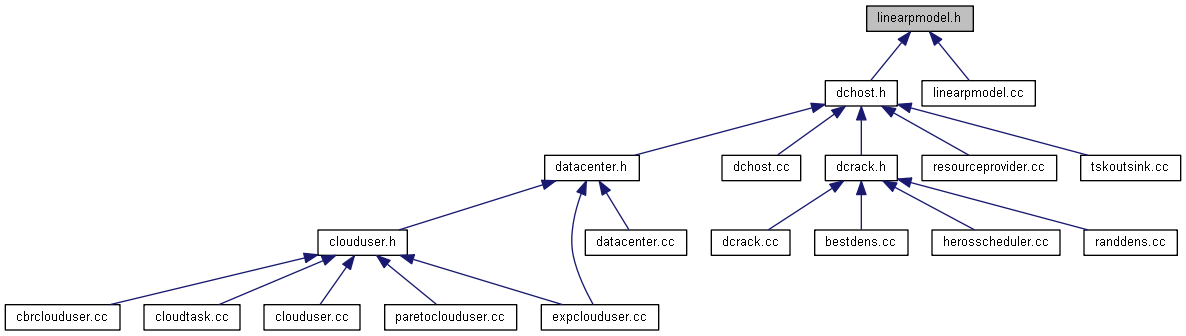 linearpmodel.h
dchost.h
linearpmodel.cc
datacenter.h
dchost.cc
dcrack.h
resourceprovider.cc
tskoutsink.cc
clouduser.h
datacenter.cc
dcrack.cc
bestdens.cc
herosscheduler.cc
randdens.cc
cbrclouduser.cc
cloudtask.cc
clouduser.cc
paretoclouduser.cc
expclouduser.cc